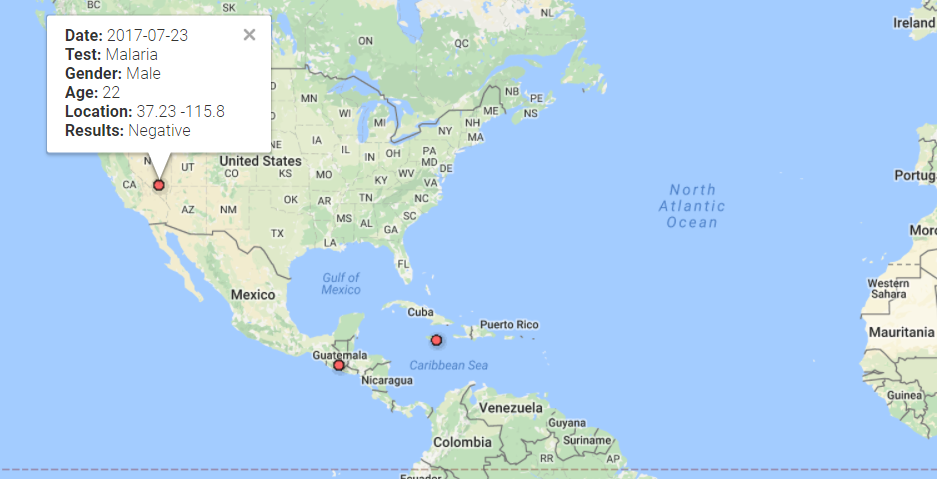 BC
SK
NL
Date: 2017-07-23
Test: Malaria
Gender: Male
Age: 22
Location: 37.23 -115.8
Results: Negative
ON
QC
NB
PE
NS
ME
MN
WI
MI
NH
NY
MA
IA
NE
IL
IN
OH
PA
MD
DE
United States
UT
CO
KS
MO
KY
WV
VA
CA
AZ
NM
OK
AR
TN
NC
SC
MS
AL
GA
TX
LA
FL
Gulf of
Mexico
Mexico
Cuba
Puerto Rico
Guatemala
Caribbean Sea
Nicaragua
Venezuela
Guyana
Colombia
Suriname
RR
AP
North
Atlantic
Ocean
Ireland
Portug
Moro
Western
Sahara
Mauritania
Guinea